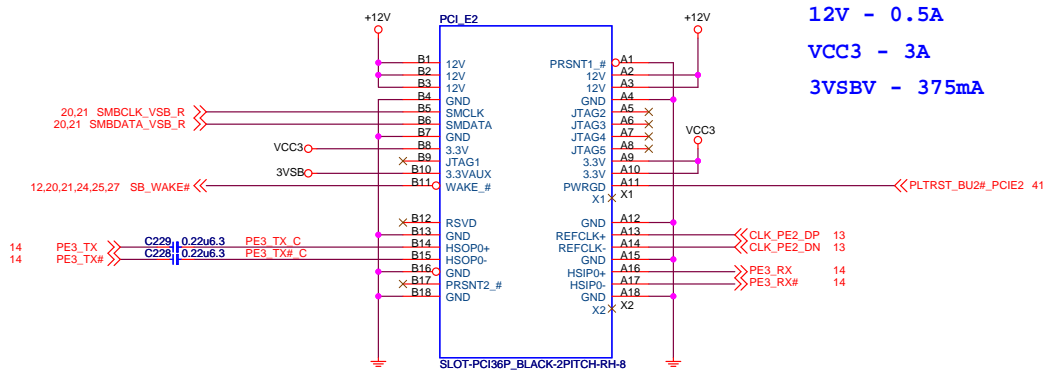 12V - 0.5A
VCC3 - 3A
3VSBV - 375mA
+12V
PCI_E2
+12V
B1 12V PRSNT1_# A1
B2 12V 12V A2
B3 12V 12V A3
B4 GND GND A4
20,21 SMBCLK_VSB_R B5 SMCLK JTAG2 A5
20,21 SMBDATA_VSB_R B6 SMDATA JTAG3 A6
B7 GND JTAG4 A7
VCC3 B8 3.3V JTAG5 A8 VCC3
B9 JTAG1 3.3V A9
3VSB B10 3.3VAUX 3.3V A10
12,20,21,24,25,27 SB_WAKE# B11 WAKE_# PWRGD A11 PLTRST_BU2#_PCIE2 41
X1 X1
B12 RSVD GND A12
B13 GND REFCLK+ A13 CLK_PE2_DP 13
14 PE3_TX C229 0.22u6.3 PE3_TX_C B14 HSOP0+ REFCLK- A14 CLK_PE2_DN 13
14 PE3_TX# C228 0.22u6.3 PE3_TX#_C B15 HSOP0- GND A15
B16 GND HSIP0+ A16 PE3_RX 14
B17 PRSNT2_# HSIP0- A17 PE3_RX# 14
B18 GND GND A18
X2 X2
SLOT-PCI36P_BLACK-2PITCH-RH-8